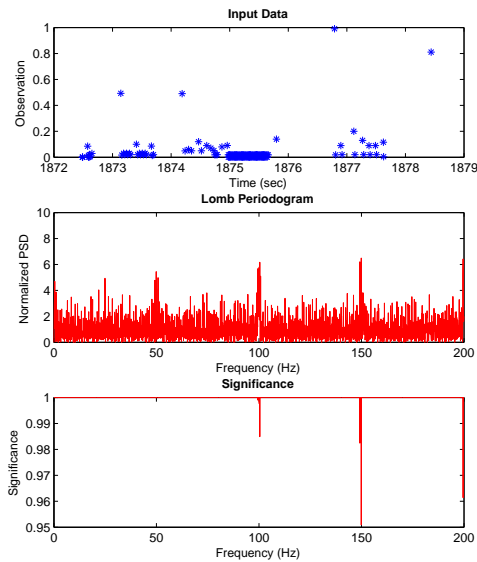 Input Data
1
0.8
0.6
0.4
0.2
0
Observation
1872 1873 1874 1875 1876 1877 1878 1879
Time (sec)
Lomb Periodogram
10
8
6
4
2
0
Normalized PSD
0 50 100 150 200
Frequency (Hz)
Significance
1
0.99
0.98
0.97
0.96
0.95
Significance
0 50 100 150 200
Frequency (Hz)